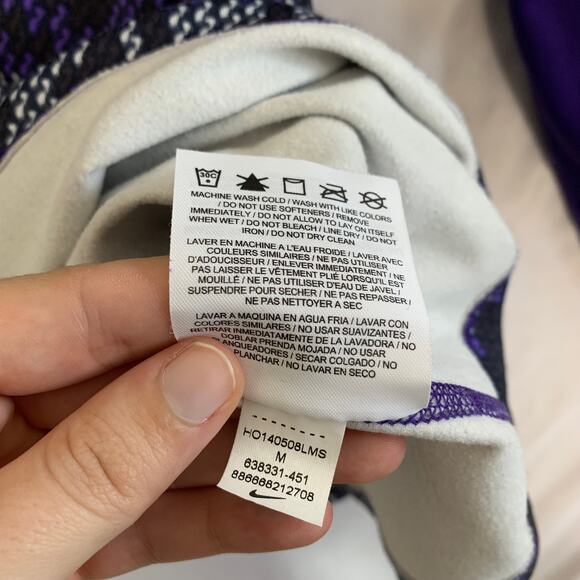 30C
MACHINE WASH COLD / WASH WITH LIKE COLORS
/ DO NOT USE SOFTENERS / REMOVE
IMMEDIATELY / DO NOT ALLOW TO LAY ON ITSELF
WHEN WET / DO NOT BLEACH / LINE DRY / DO NOT
IRON / DO NOT DRY CLEAN
LAVER EN MACHINE A L'EAU FROIDE / LAVER AVEC
COULEURS SIMILAIRES / NE PAS UTILISER
D'ADOUCISSEUR / ENLEVER IMMEDIATEMENT / NE
PAS LAISSER LE VÊTEMENT PLIÉ LORSQU'IL EST
MOUILLÉ / NE PAS UTILISER D'EAU DE JAVEL /
SUSPENDRE POUR SECHER / NE PAS REPASSER /
NE PAS NETTOYER A SEC
LAVAR A MAQUINA EN AGUA FRIA / LAVAR CON
COLORES SIMILARES / NO USAR SUAVIZANTES /
RETIRAR INMEDIATAMENTE DE LA LAVADORA / NO
DOBLAR PRENDA MOJADA / NO USAR
BLANQUEADORES / SECAR COLGADO / NO
PLANCHAR / NO LAVAR EN SECO
HO140508LMS
M
638331-451
886668212708